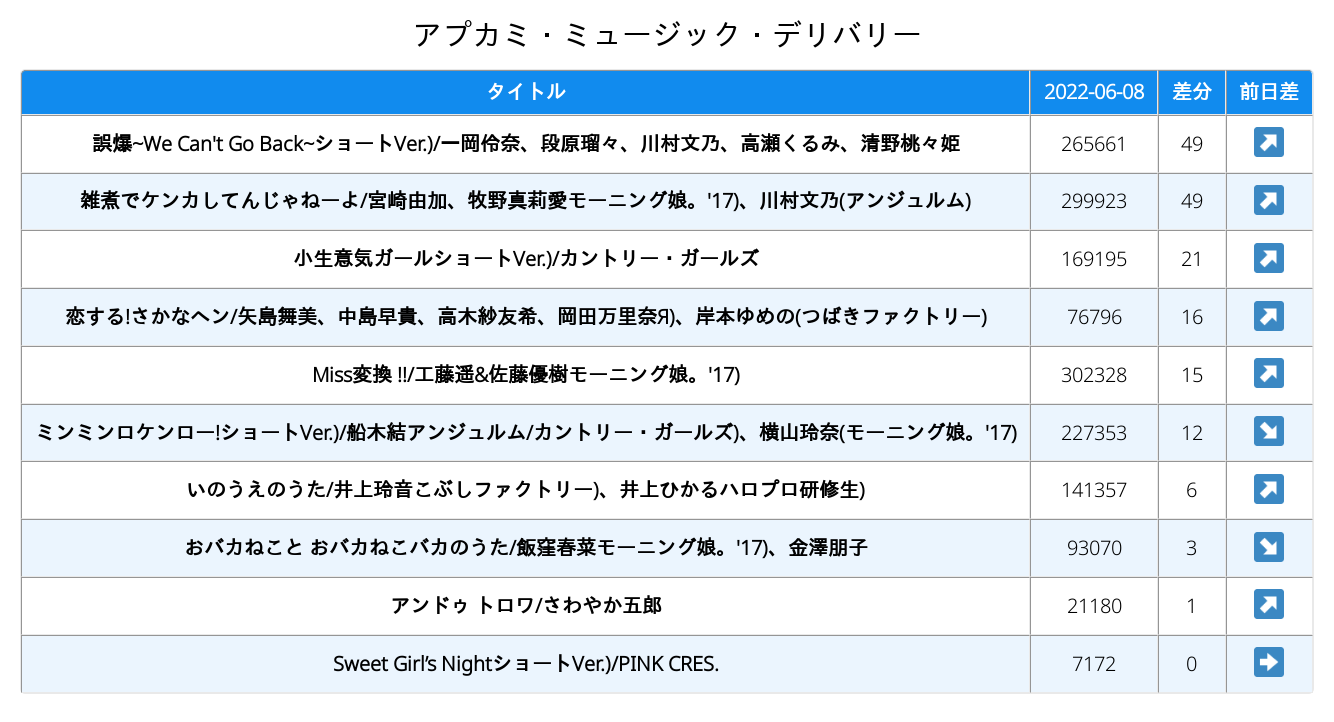 アプカミ・ミュージック・デリバリー
タイトル 2022-06-08 差分 前日差
誤爆~We Can't Go Back~ショートVer.)/一岡伶奈、段原瑠々、川村文乃、高瀬くるみ、清野桃々姫 265661 49
雑煮でケンカしてんじゃねーよ/宮崎由加、牧野真莉愛モーニング娘。'17)、川村文乃(アンジュルム) 299923 49
小生意気ガールショートVer.)/カントリー・ガールズ 169195 21
恋する!さかなヘン/矢島舞美、中島早貴、高木紗友希、岡田万里奈Я)、岸本ゆめの(つばきファクトリー) 76796 16
Miss変換 !!/工藤遥&佐藤優樹モーニング娘。'17) 302328 15
ミンミンロケンロー!ショートVer.)/船木結アンジュルム/カントリー・ガールズ)、横山玲奈(モーニング娘。'17) 227353 12
いのうえのうた/井上玲音こぶしファクトリー)、井上ひかるハロプロ研修生) 141357 6
おバカねこと おバカねこバカのうた/飯窪春菜モーニング娘。'17)、金澤朋子 93070 3
アンドゥ トロワ/さわやか五郎 21180 1
Sweet Girl’s NightショートVer.)/PINK CRES. 7172 0